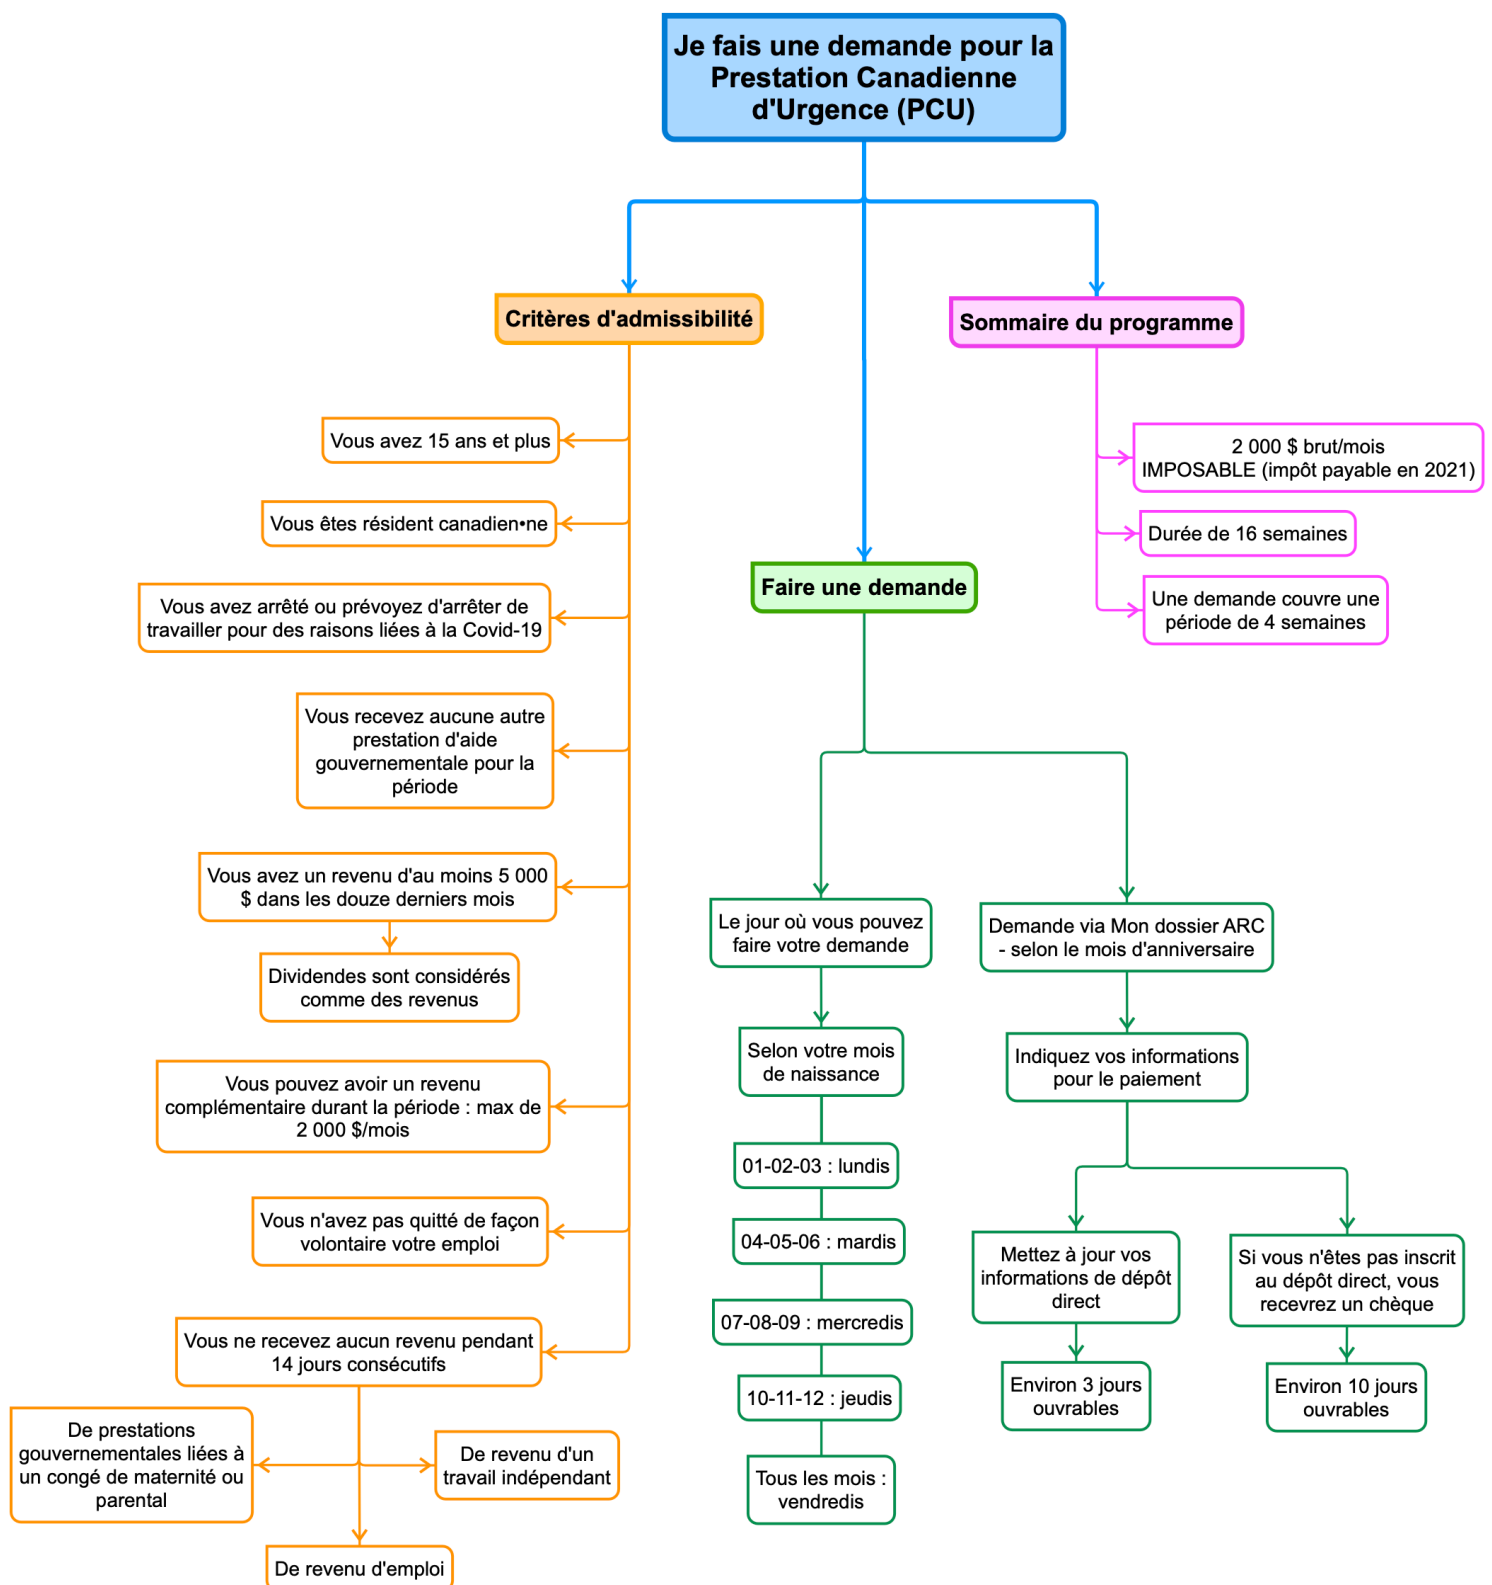 Je fais une demande pour la
Prestation Canadienne
d'Urgence (PCU)
Critères d'admissibilité
Vous avez 15 ans et plus
Vous êtes résident canadien•ne
Vous avez arrêté ou prévoyez d'arrêter de
travailler pour des raisons liées à la Covid-19
Vous recevez aucune autre
prestation d'aide
gouvernementale pour la
période
Vous avez un revenu d'au moins 5 000
$ dans les douze derniers mois
Dividendes sont considérés
comme des revenus
Vous pouvez avoir un revenu
complémentaire durant la période : max de
2 000 $/mois
Vous n'avez pas quitté de façon
volontaire votre emploi
Vous ne recevez aucun revenu pendant
14 jours consécutifs
De prestations
gouvernementales liées à
un congé de maternité ou
parental
De revenu d'un
travail indépendant
De revenu d'emploi
Faire une demande
Le jour où vous pouvez
faire votre demande
Selon votre mois
de naissance
01-02-03 : lundis
04-05-06 : mardis
07-08-09 : mercredis
10-11-12 : jeudis
Tous les mois :
vendredis
Demande via Mon dossier ARC
- selon le mois d'anniversaire
Indiquez vos informations
pour le paiement
Mettez à jour vos
informations de dépôt
direct
Environ 3 jours
ouvrables
Si vous n'êtes pas inscrit
au dépôt direct, vous
recevrez un chèque
Environ 10 jours
ouvrables
Sommaire du programme
2 000 $ brut/mois
IMPOSABLE (impôt payable en 2021)
Durée de 16 semaines
Une demande couvre une
période de 4 semaines